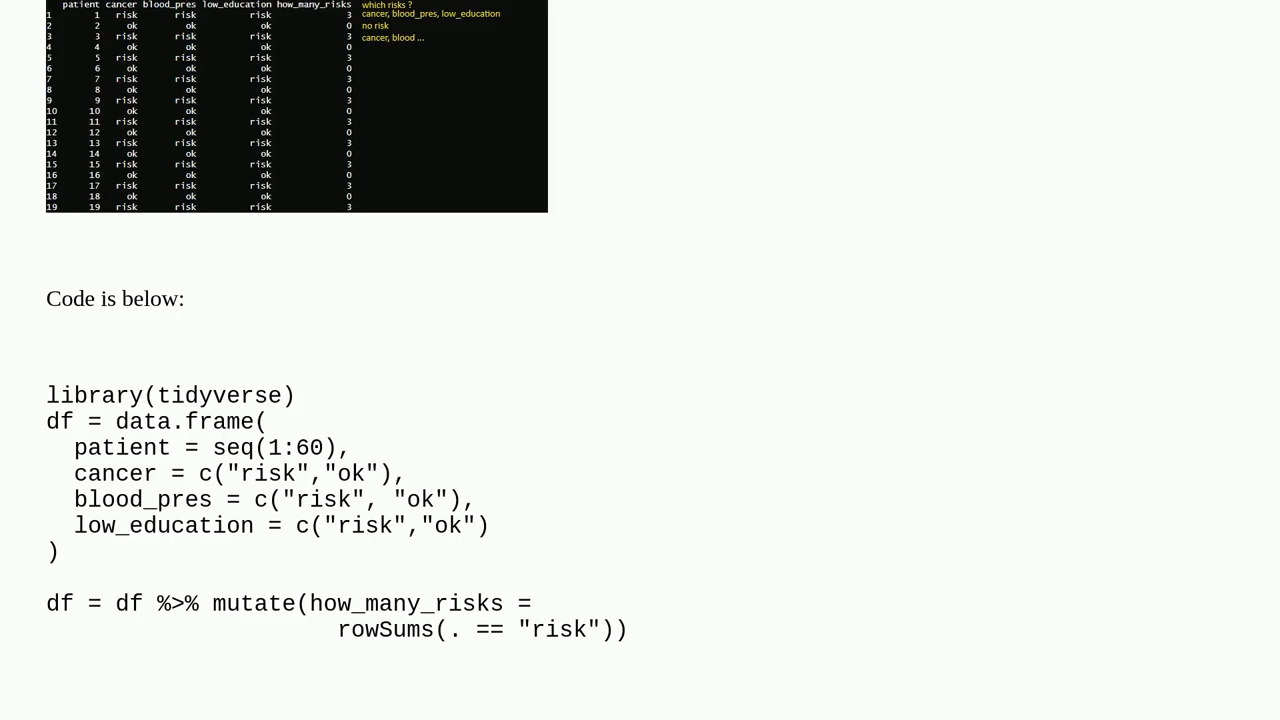 patient cancer blood_pres low_education how_many_risks which risks ?
1 1 risk risk risk 3 cancer, blood_pres, low_education
2 2 ok ok ok 0 no risk
3 3 risk risk risk 3 cancer, blood ...
4 4 ok ok ok 0
5 5 risk risk risk 3
6 6 ok ok ok 0
7 7 risk risk risk 3
8 8 ok ok ok 0
9 9 risk risk risk 3
10 10 ok ok ok 0
11 11 risk risk risk 3
12 12 ok ok ok 0
13 13 risk risk risk 3
14 14 ok ok ok 0
15 15 risk risk risk 3
16 16 ok ok ok 0
17 17 risk risk risk 3
18 18 ok ok ok 0
19 19 risk risk risk 3
Code is below:
library(tidyverse)
df = data.frame(
  patient = seq(1:60),
  cancer = c("risk","ok"),
  blood_pres = c("risk", "ok"),
  low_education = c("risk","ok")
)
df = df %>% mutate(how_many_risks =
                     rowSums(. == "risk"))